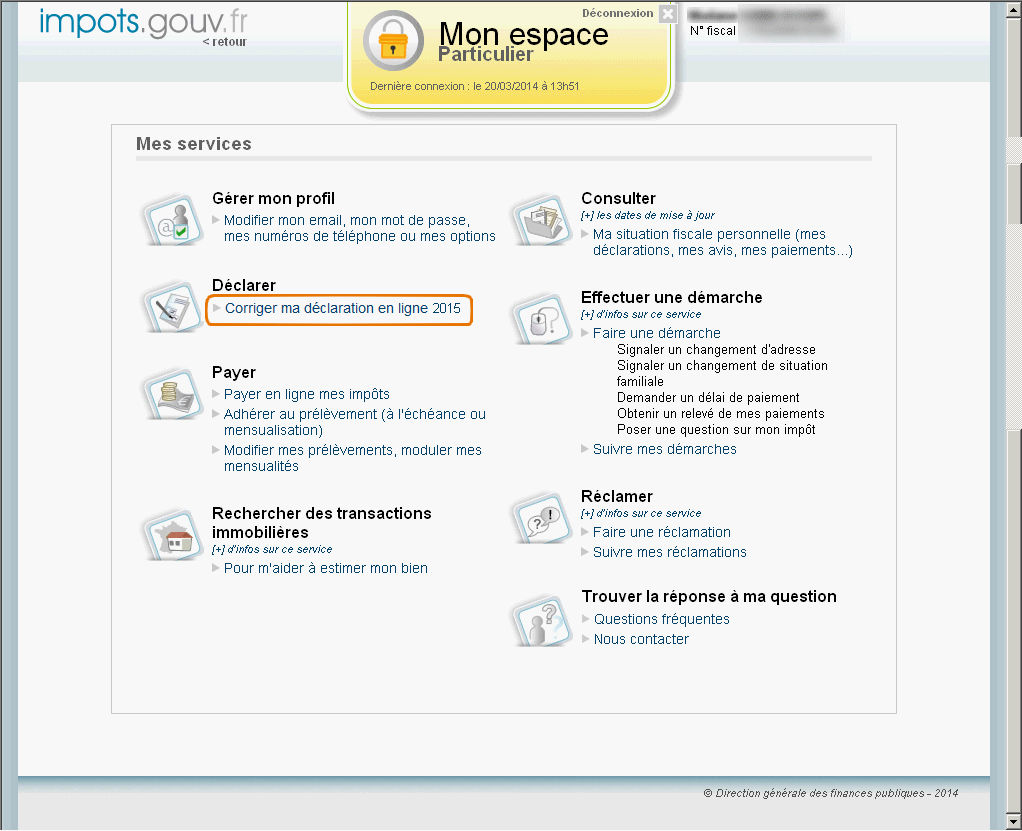 impots.gouv.fr
< retour
Déconnexion
Mon espace
Particulier
Dernière connexion : le 20/03/2014 à 13h51
N° fiscal
Mes services
Gérer mon profil
Modifier mon email, mon mot de passe,
mes numéros de téléphone ou mes options
Déclarer
Corriger ma déclaration en ligne 2015
Payer
Payer en ligne mes impôts
Adhérer au prélèvement (à l'échéance ou
mensualisation)
Modifier mes prélèvements, moduler mes
mensualités
Rechercher des transactions
immobilières
[+] d'infos sur ce service
Pour m'aider à estimer mon bien
Consulter
[+] les dates de mise à jour
Ma situation fiscale personnelle (mes
déclarations, mes avis, mes paiements...)
Effectuer une démarche
[+] d'infos sur ce service
Faire une démarche
Signaler un changement d'adresse
Signaler un changement de situation
familiale
Demander un délai de paiement
Obtenir un relevé de mes paiements
Poser une question sur mon impôt
Suivre mes démarches
Réclamer
[+] d'infos sur ce service
Faire une réclamation
Suivre mes réclamations
Trouver la réponse à ma question
Questions fréquentes
Nous contacter
© Direction générale des finances publiques - 2014